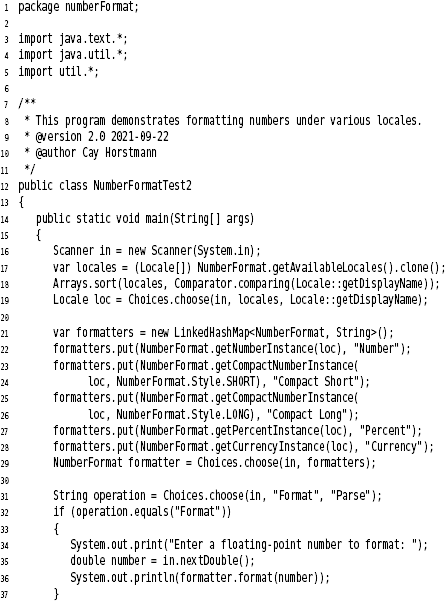 1 package numberFormat;
2
3 import java.text.*;
4 import java.util.*;
5 import util.*;
6
7 /**
8  * This program demonstrates formatting numbers under various locales.
9  * @version 2.0 2021-09-22
10  * @author Cay Horstmann
11  */
12 public class NumberFormatTest2
13 {
14    public static void main(String[] args)
15    {
16       Scanner in = new Scanner(System.in);
17       var locales = (Locale[]) NumberFormat.getAvailableLocales().clone();
18       Arrays.sort(locales, Comparator.comparing(Locale::getDisplayName));
19       Locale loc = Choices.choose(in, locales, Locale::getDisplayName);
20
21       var formatters = new LinkedHashMap<NumberFormat, String>();
22       formatters.put(NumberFormat.getNumberInstance(loc), "Number");
23       formatters.put(NumberFormat.getCompactNumberInstance(
24             loc, NumberFormat.Style.SHORT), "Compact Short");
25       formatters.put(NumberFormat.getCompactNumberInstance(
26             loc, NumberFormat.Style.LONG), "Compact Long");
27       formatters.put(NumberFormat.getPercentInstance(loc), "Percent");
28       formatters.put(NumberFormat.getCurrencyInstance(loc), "Currency");
29       NumberFormat formatter = Choices.choose(in, formatters);
30
31       String operation = Choices.choose(in, "Format", "Parse");
32       if (operation.equals("Format"))
33       {
34          System.out.print("Enter a floating-point number to format: ");
35          double number = in.nextDouble();
36          System.out.println(formatter.format(number));
37       }